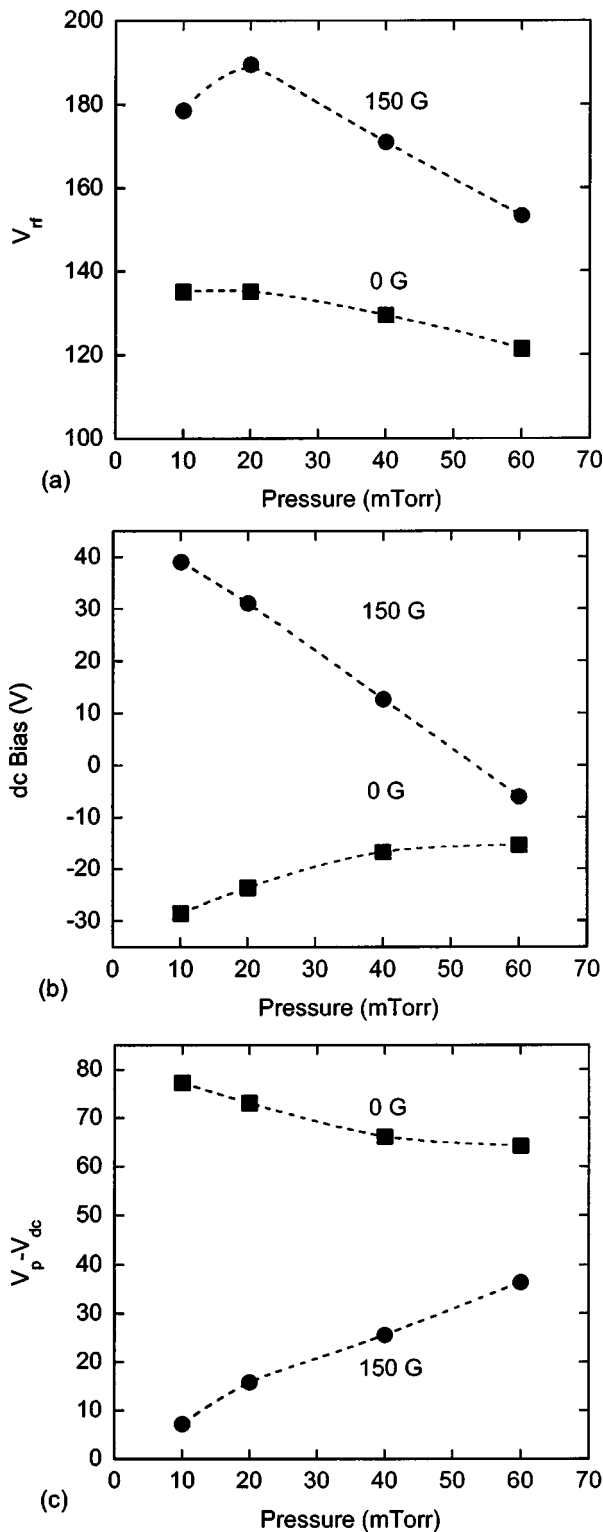 200
180
160
140
120
100
V_rf
150 G
0 G
0 10 20 30 40 50 60 70
(a)
Pressure (mTorr)
40
30
20
10
0
-10
-20
-30
dc Bias (V)
150 G
0 G
0 10 20 30 40 50 60 70
(b)
Pressure (mTorr)
80
70
60
50
40
30
20
10
0
V_p-V_dc
0 G
150 G
0 10 20 30 40 50 60 70
(c)
Pressure (mTorr)